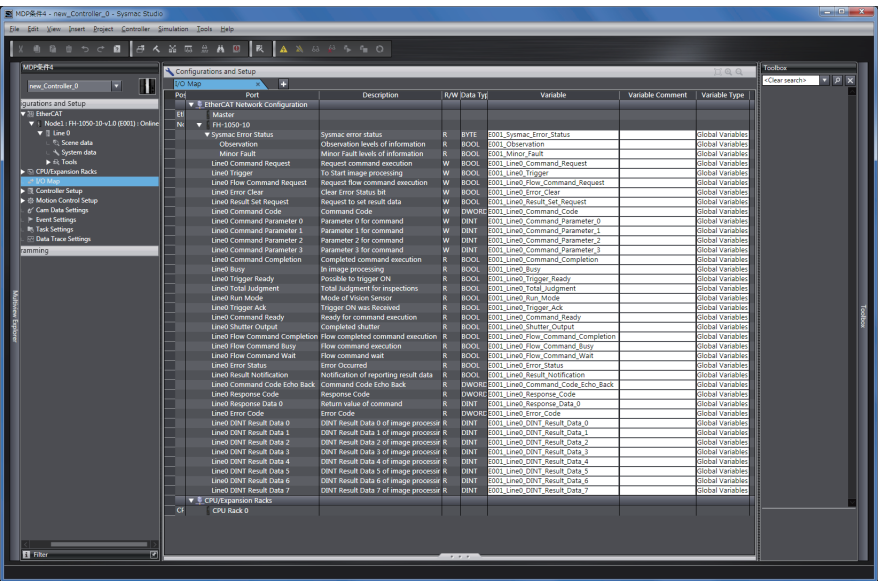 MDP条件4 - new_Controller_0 - Sysmac Studio
File Edit View Insert Project Controller Simulation Tools Help
MDP条件4
new_Controller_0
igurations and Setup
▼ EtherCAT
▼ Node1 : FH-1050-10-v1.0 (E001) : Online
▼ Line 0
Scene data
System data
▶ Tools
▶ CPU/Expansion Racks
I/O Map
▶ Controller Setup
▶ Motion Control Setup
Cam Data Settings
▶ Event Settings
Task Settings
Data Trace Settings
ramming
Filter
Multiview Explorer
Configurations and Setup
I/O Map × +
Pos Port Description R/W Data Typ Variable Variable Comment Variable Type
▼ EtherCAT Network Configuration
Etl Master
No ▼ FH-1050-10
▼ Sysmac Error Status Sysmac error status R BYTE E001_Sysmac_Error_Status Global Variables
Observation Observation levels of information R BOOL E001_Observation Global Variables
Minor Fault Minor Fault levels of information R BOOL E001_Minor_Fault Global Variables
Line0 Command Request Request command execution W BOOL E001_Line0_Command_Request Global Variables
Line0 Trigger To Start image processing W BOOL E001_Line0_Trigger Global Variables
Line0 Flow Command Request Request flow command execution W BOOL E001_Line0_Flow_Command_Request Global Variables
Line0 Error Clear Clear Error Status bit W BOOL E001_Line0_Error_Clear Global Variables
Line0 Result Set Request Request to set result data W BOOL E001_Line0_Result_Set_Request Global Variables
Line0 Command Code Command Code W DWORD E001_Line0_Command_Code Global Variables
Line0 Command Parameter 0 Parameter 0 for command W DINT E001_Line0_Command_Parameter_0 Global Variables
Line0 Command Parameter 1 Parameter 1 for command W DINT E001_Line0_Command_Parameter_1 Global Variables
Line0 Command Parameter 2 Parameter 2 for command W DINT E001_Line0_Command_Parameter_2 Global Variables
Line0 Command Parameter 3 Parameter 3 for command W DINT E001_Line0_Command_Parameter_3 Global Variables
Line0 Command Completion Completed command execution R BOOL E001_Line0_Command_Completion Global Variables
Line0 Busy In image processing R BOOL E001_Line0_Busy Global Variables
Line0 Trigger Ready Possible to trigger ON R BOOL E001_Line0_Trigger_Ready Global Variables
Line0 Total Judgment Total Judgment for inspections R BOOL E001_Line0_Total_Judgment Global Variables
Line0 Run Mode Mode of Vision Sensor R BOOL E001_Line0_Run_Mode Global Variables
Line0 Trigger Ack Trigger ON was Received R BOOL E001_Line0_Trigger_Ack Global Variables
Line0 Command Ready Ready for command execution R BOOL E001_Line0_Command_Ready Global Variables
Line0 Shutter Output Completed shutter R BOOL E001_Line0_Shutter_Output Global Variables
Line0 Flow Command Completion Flow completed command execution R BOOL E001_Line0_Flow_Command_Completion Global Variables
Line0 Flow Command Busy Flow command execution R BOOL E001_Line0_Flow_Command_Busy Global Variables
Line0 Flow Command Wait Flow command wait R BOOL E001_Line0_Flow_Command_Wait Global Variables
Line0 Error Status Error Occurred R BOOL E001_Line0_Error_Status Global Variables
Line0 Result Notification Notification of reporting result data R BOOL E001_Line0_Result_Notification Global Variables
Line0 Command Code Echo Back Command Code Echo Back R DWORD E001_Line0_Command_Code_Echo_Back Global Variables
Line0 Response Code Response Code R DWORD E001_Line0_Response_Code Global Variables
Line0 Response Data 0 Return value of command R DINT E001_Line0_Response_Data_0 Global Variables
Line0 Error Code Error Code R DWORD E001_Line0_Error_Code Global Variables
Line0 DINT Result Data 0 DINT Result Data 0 of image processin R DINT E001_Line0_DINT_Result_Data_0 Global Variables
Line0 DINT Result Data 1 DINT Result Data 1 of image processin R DINT E001_Line0_DINT_Result_Data_1 Global Variables
Line0 DINT Result Data 2 DINT Result Data 2 of image processin R DINT E001_Line0_DINT_Result_Data_2 Global Variables
Line0 DINT Result Data 3 DINT Result Data 3 of image processin R DINT E001_Line0_DINT_Result_Data_3 Global Variables
Line0 DINT Result Data 4 DINT Result Data 4 of image processin R DINT E001_Line0_DINT_Result_Data_4 Global Variables
Line0 DINT Result Data 5 DINT Result Data 5 of image processin R DINT E001_Line0_DINT_Result_Data_5 Global Variables
Line0 DINT Result Data 6 DINT Result Data 6 of image processin R DINT E001_Line0_DINT_Result_Data_6 Global Variables
Line0 DINT Result Data 7 DINT Result Data 7 of image processin R DINT E001_Line0_DINT_Result_Data_7 Global Variables
▼ CPU/Expansion Racks
CF CPU Rack 0
Toolbox
<Clear search>
Toolbox